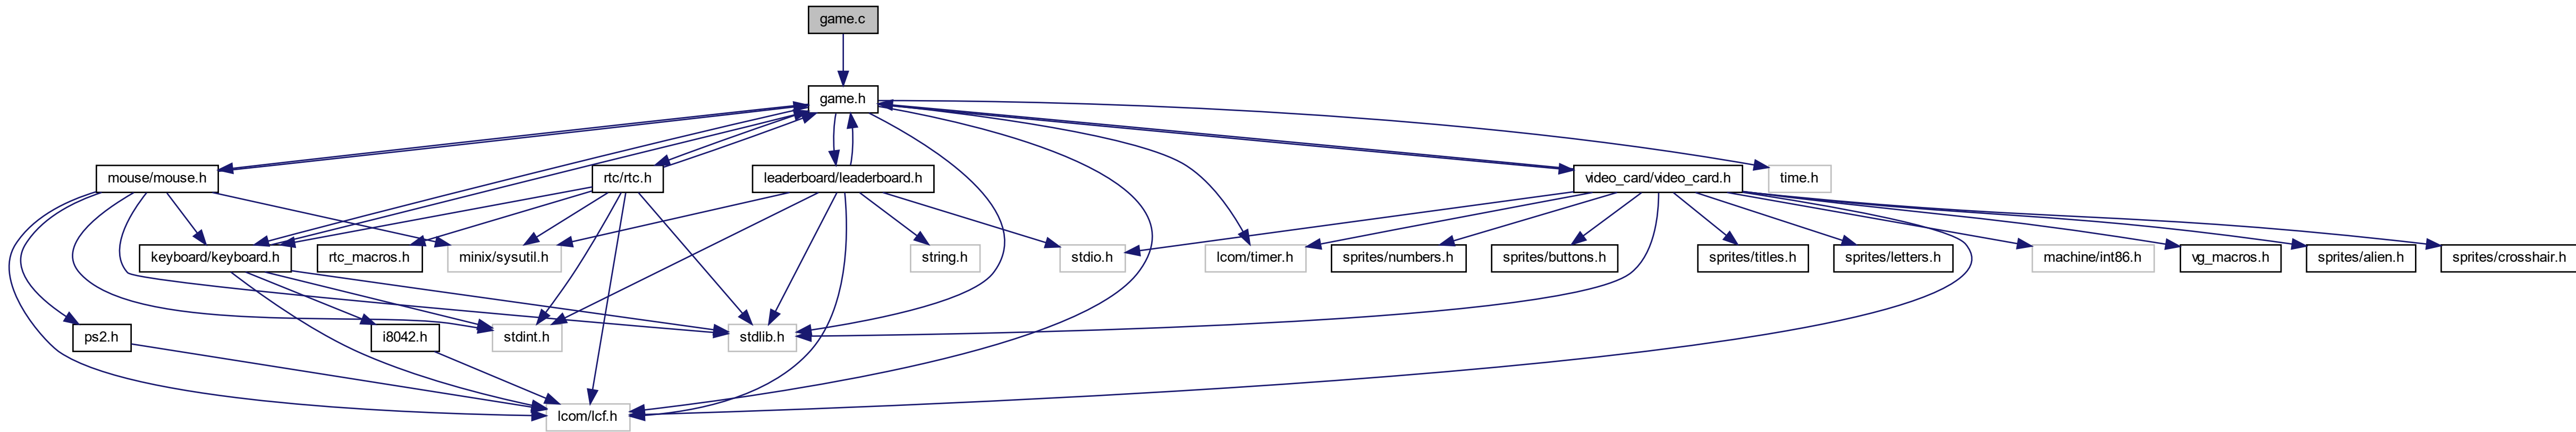 game.c
game.h
mouse/mouse.h
rtc/rtc.h
leaderboard/leaderboard.h
video_card/video_card.h
time.h
keyboard/keyboard.h
rtc_macros.h
minix/sysutil.h
string.h
stdio.h
lcom/timer.h
sprites/numbers.h
sprites/buttons.h
sprites/titles.h
sprites/letters.h
machine/int86.h
vg_macros.h
sprites/alien.h
sprites/crosshair.h
ps2.h
i8042.h
stdint.h
stdlib.h
lcom/lcf.h